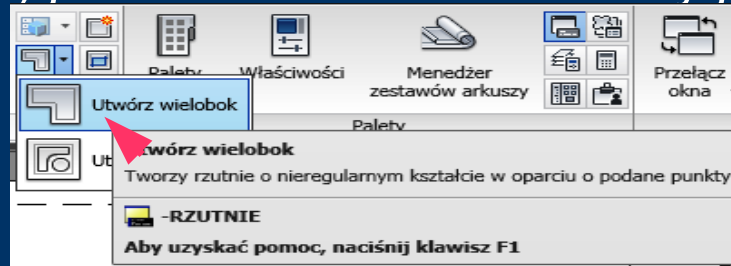 Palety
Właściwości
Menedżer
zestawów arkuszy
Przełącz
okna
Utwórz wielobok
Palety
Utwórz wielobok
Tworzy rzutnie o nieregularnym kształcie w oparciu o podane punkty
-RZUTNIE
Aby uzyskać pomoc, naciśnij klawisz F1